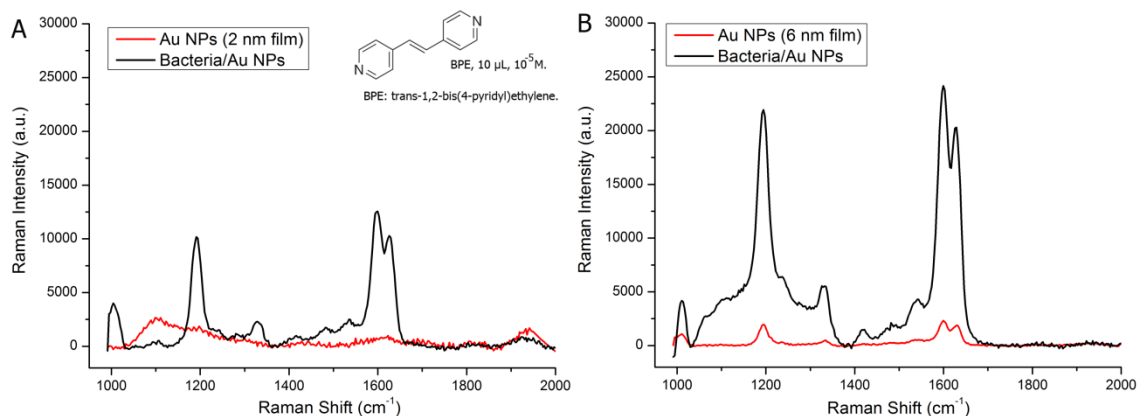 A
30000
25000
20000
15000
10000
5000
0
Raman Intensity (a.u.)
Au NPs (2 nm film)
Bacteria/Au NPs
N
N
BPE, 10 µL, 10⁻⁵M.
BPE: trans-1,2-bis(4-pyridyl)ethylene.
1000 1200 1400 1600 1800 2000
Raman Shift (cm⁻¹)
B
30000
25000
20000
15000
10000
5000
0
Raman Intensity (a.u.)
Au NPs (6 nm film)
Bacteria/Au NPs
1000 1200 1400 1600 1800 2000
Raman Shift (cm⁻¹)